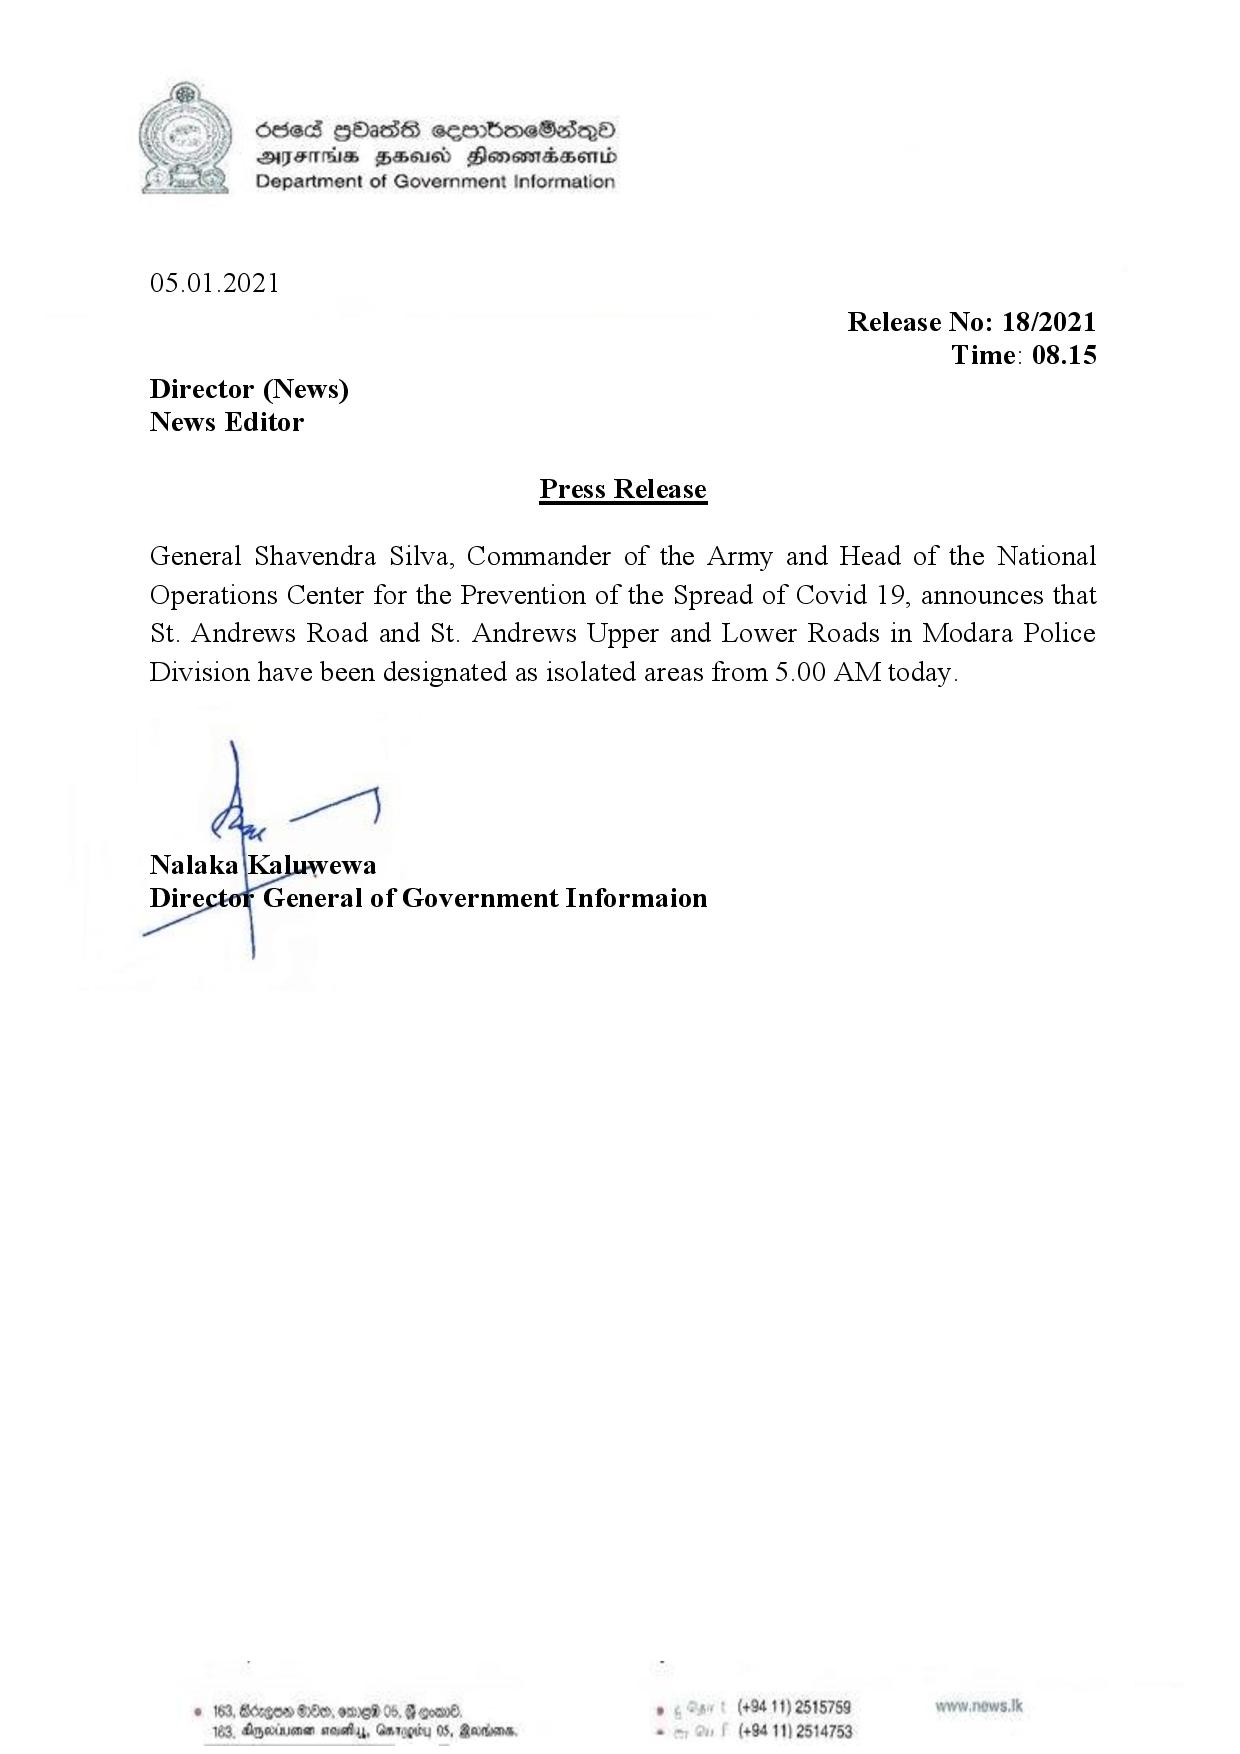 රජයේ ප්‍රවෘත්ති දෙපාර්තමේන්තුව
அரசாங்க தகவல் திணைக்களம்
Department of Government Information
05.01.2021
Release No: 18/2021
Time: 08.15
Director (News)
News Editor
Press Release
General Shavendra Silva, Commander of the Army and Head of the National
Operations Center for the Prevention of the Spread of Covid 19, announces that
St. Andrews Road and St. Andrews Upper and Lower Roads in Modara Police
Division have been designated as isolated areas from 5.00 AM today.
Nalaka Kaluwewa
Director General of Government Informaion
163, කිරුලපන මාවත, කොළඹ 05, ශ්‍රී ලංකාව.
163, கிருலப்பனை எவனியூ, கொழும்பு 05, இலங்கை.
(+94 11) 2515759
(+94 11) 2514753
www.news.lk